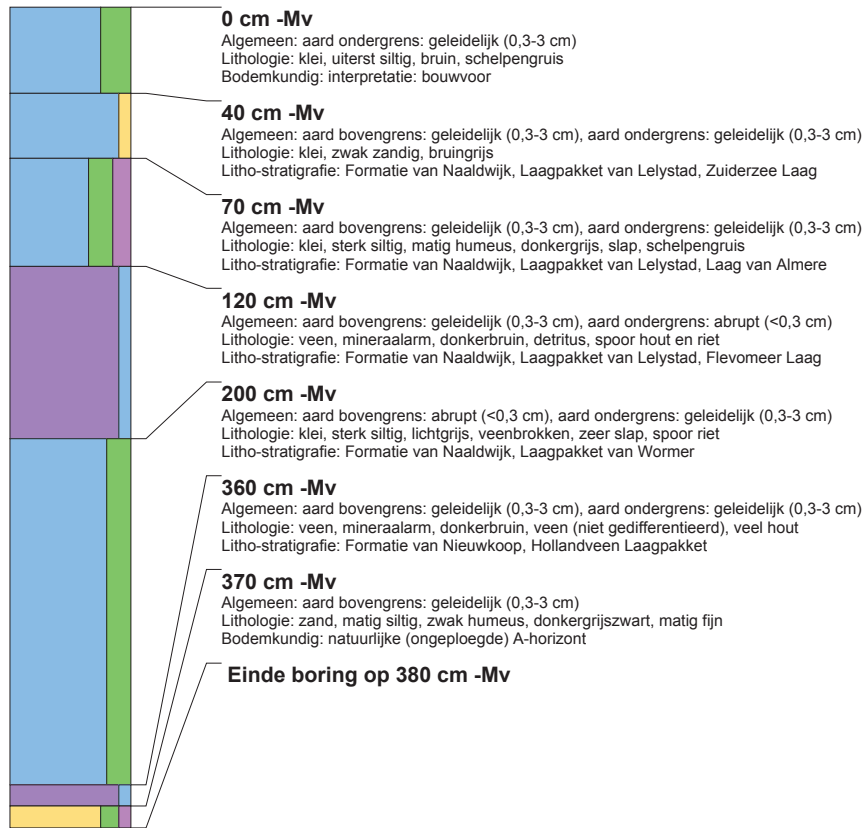 0 cm -Mv
Algemeen: aard ondergrens: geleidelijk (0,3-3 cm)
Lithologie: klei, uiterst siltig, bruin, schelpengruis
Bodemkundig: interpretatie: bouwvoor
40 cm -Mv
Algemeen: aard bovengrens: geleidelijk (0,3-3 cm), aard ondergrens: geleidelijk (0,3-3 cm)
Lithologie: klei, zwak zandig, bruingrijs
Litho-stratigrafie: Formatie van Naaldwijk, Laagpakket van Lelystad, Zuiderzee Laag
70 cm -Mv
Algemeen: aard bovengrens: geleidelijk (0,3-3 cm), aard ondergrens: geleidelijk (0,3-3 cm)
Lithologie: klei, sterk siltig, matig humeus, donkergrijs, slap, schelpengruis
Litho-stratigrafie: Formatie van Naaldwijk, Laagpakket van Lelystad, Laag van Almere
120 cm -Mv
Algemeen: aard bovengrens: geleidelijk (0,3-3 cm), aard ondergrens: abrupt (<0,3 cm)
Lithologie: veen, mineraalarm, donkerbruin, detritus, spoor hout en riet
Litho-stratigrafie: Formatie van Naaldwijk, Laagpakket van Lelystad, Flevomeer Laag
200 cm -Mv
Algemeen: aard bovengrens: abrupt (<0,3 cm), aard ondergrens: geleidelijk (0,3-3 cm)
Lithologie: klei, sterk siltig, lichtgrijs, veenbrokken, zeer slap, spoor riet
Litho-stratigrafie: Formatie van Naaldwijk, Laagpakket van Wormer
360 cm -Mv
Algemeen: aard bovengrens: geleidelijk (0,3-3 cm), aard ondergrens: geleidelijk (0,3-3 cm)
Lithologie: veen, mineraalarm, donkerbruin, veen (niet gedifferentieerd), veel hout
Litho-stratigrafie: Formatie van Nieuwkoop, Hollandveen Laagpakket
370 cm -Mv
Algemeen: aard bovengrens: geleidelijk (0,3-3 cm)
Lithologie: zand, matig siltig, zwak humeus, donkergrijszwart, matig fijn
Bodemkundig: natuurlijke (ongeploegde) A-horizont
Einde boring op 380 cm -Mv